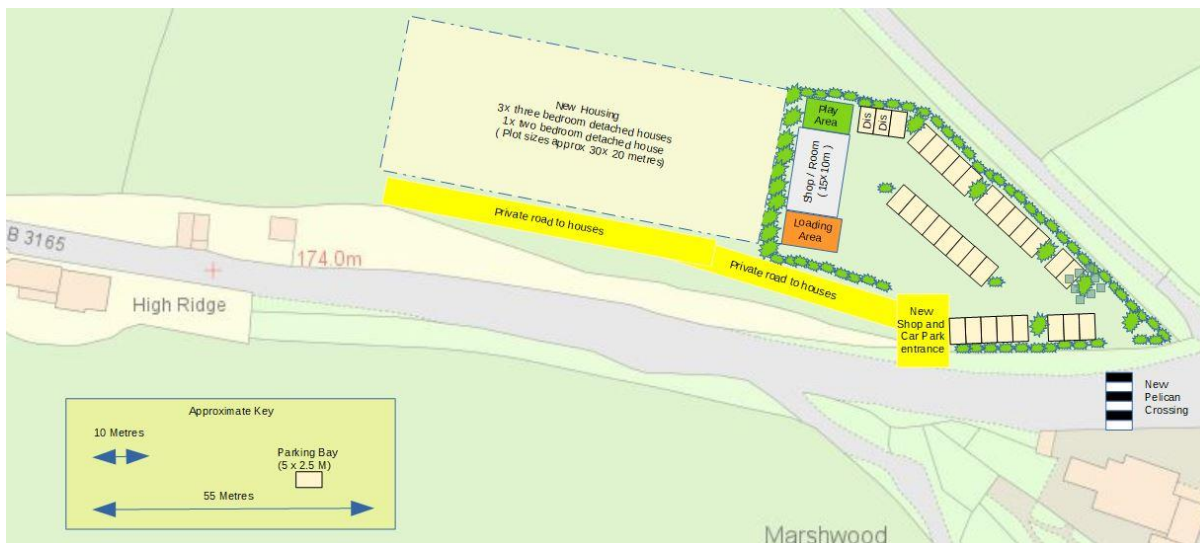 New Housing
3x three bedroom detached houses
1x two bedroom detached house
( Plot sizes approx 30x 20 metres)
Play
Area
Dis
Dis
Shop / Room
( 15x 10m )
Loading
Area
Private road to houses
Private road to houses
B 3165
174.0m
High Ridge
New
Shop and
Car Park
entrance
New
Pelican
Crossing
Approximate Key
10 Metres
Parking Bay
(5 x 2.5 M)
55 Metres
Marshwood